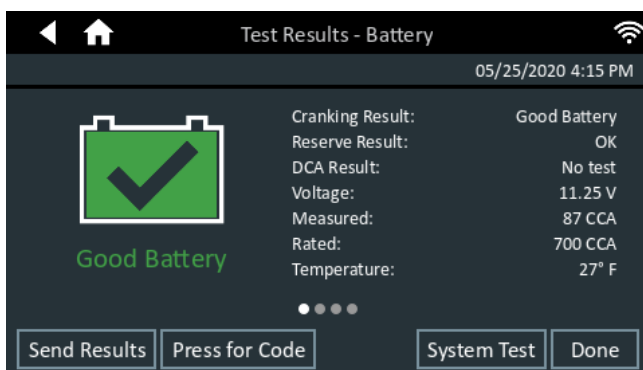 Test Results - Battery
05/25/2020 4:15 PM
Cranking Result: Good Battery
Reserve Result: OK
DCA Result: No test
Voltage: 11.25 V
Measured: 87 CCA
Rated: 700 CCA
Temperature: 27° F
Good Battery
Send Results Press for Code System Test Done